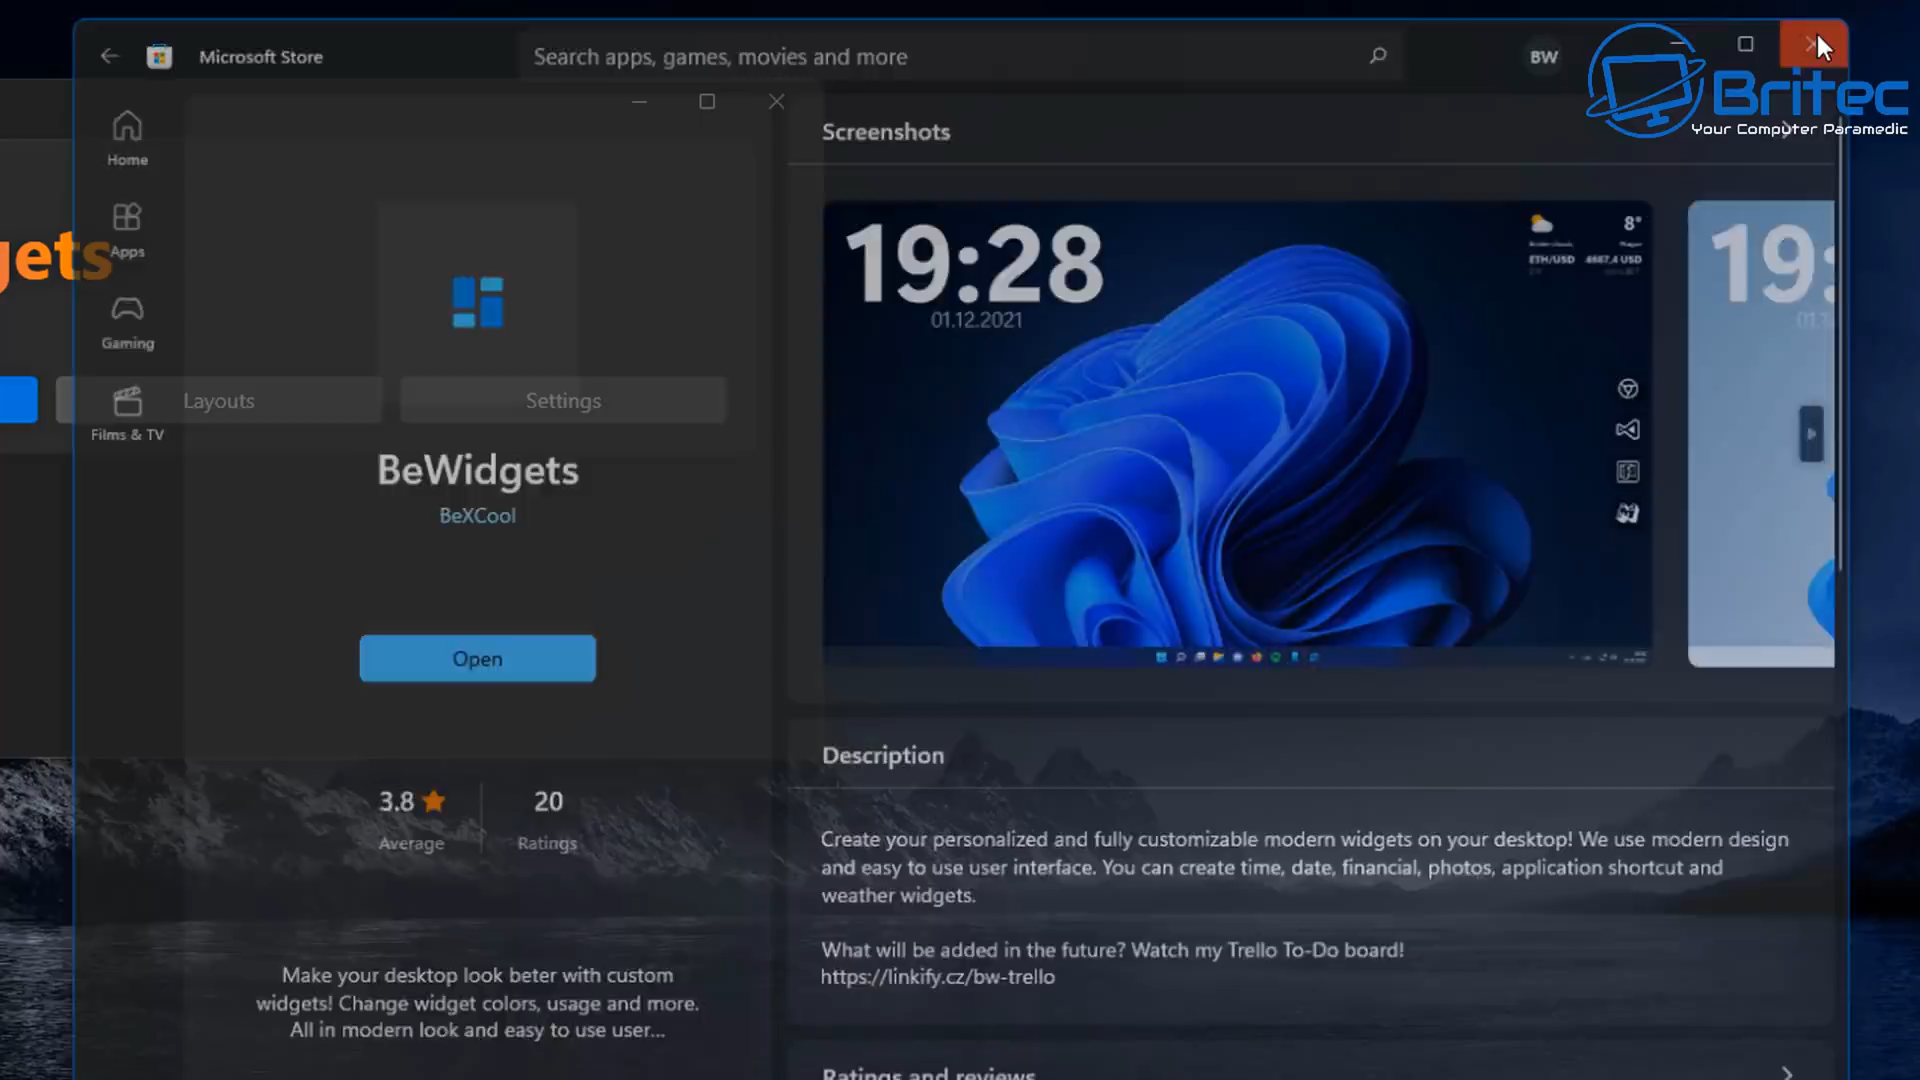 Microsoft Store
Search apps, games, movies and more
BW
Britec
Your Computer Paramedic
Home
Apps
Gaming
Films & TV
gets
Layouts
Settings
BeWidgets
BeXCool
Open
3.8
Average
20
Ratings
Make your desktop look beter with custom
widgets! Change widget colors, usage and more.
All in modern look and easy to use user...
Screenshots
19:28
01.12.2021
8°
ETH/USD 4687,4 USD
19:
Description
Create your personalized and fully customizable modern widgets on your desktop! We use modern design
and easy to use user interface. You can create time, date, financial, photos, application shortcut and
weather widgets.
What will be added in the future? Watch my Trello To-Do board!
https://linkify.cz/bw-trello
Ratings and reviews